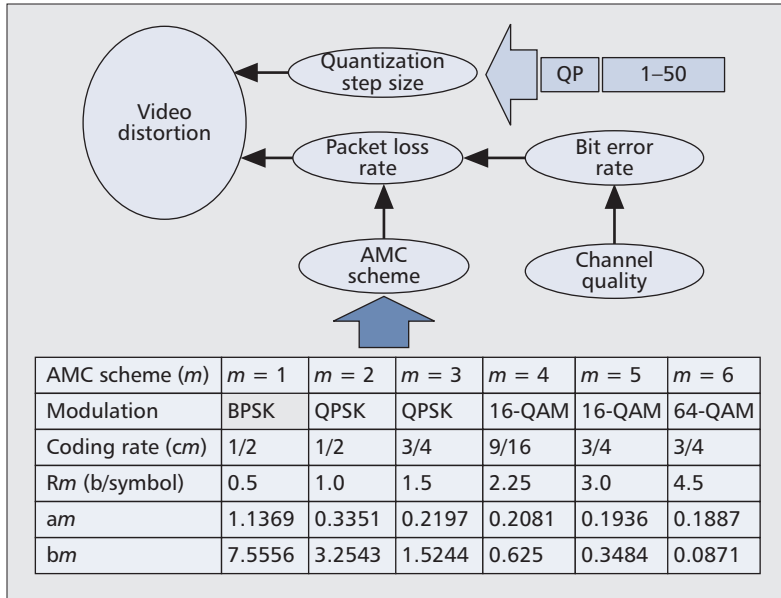 Quantization
step size
QP 1–50
Video
distortion
Packet loss
rate
Bit error
rate
AMC
scheme
Channel
quality
AMC scheme (m) m = 1 m = 2 m = 3 m = 4 m = 5 m = 6
Modulation BPSK QPSK QPSK 16-QAM 16-QAM 64-QAM
Coding rate (cm) 1/2 1/2 3/4 9/16 3/4 3/4
Rm (b/symbol) 0.5 1.0 1.5 2.25 3.0 4.5
am 1.1369 0.3351 0.2197 0.2081 0.1936 0.1887
bm 7.5556 3.2543 1.5244 0.625 0.3484 0.0871